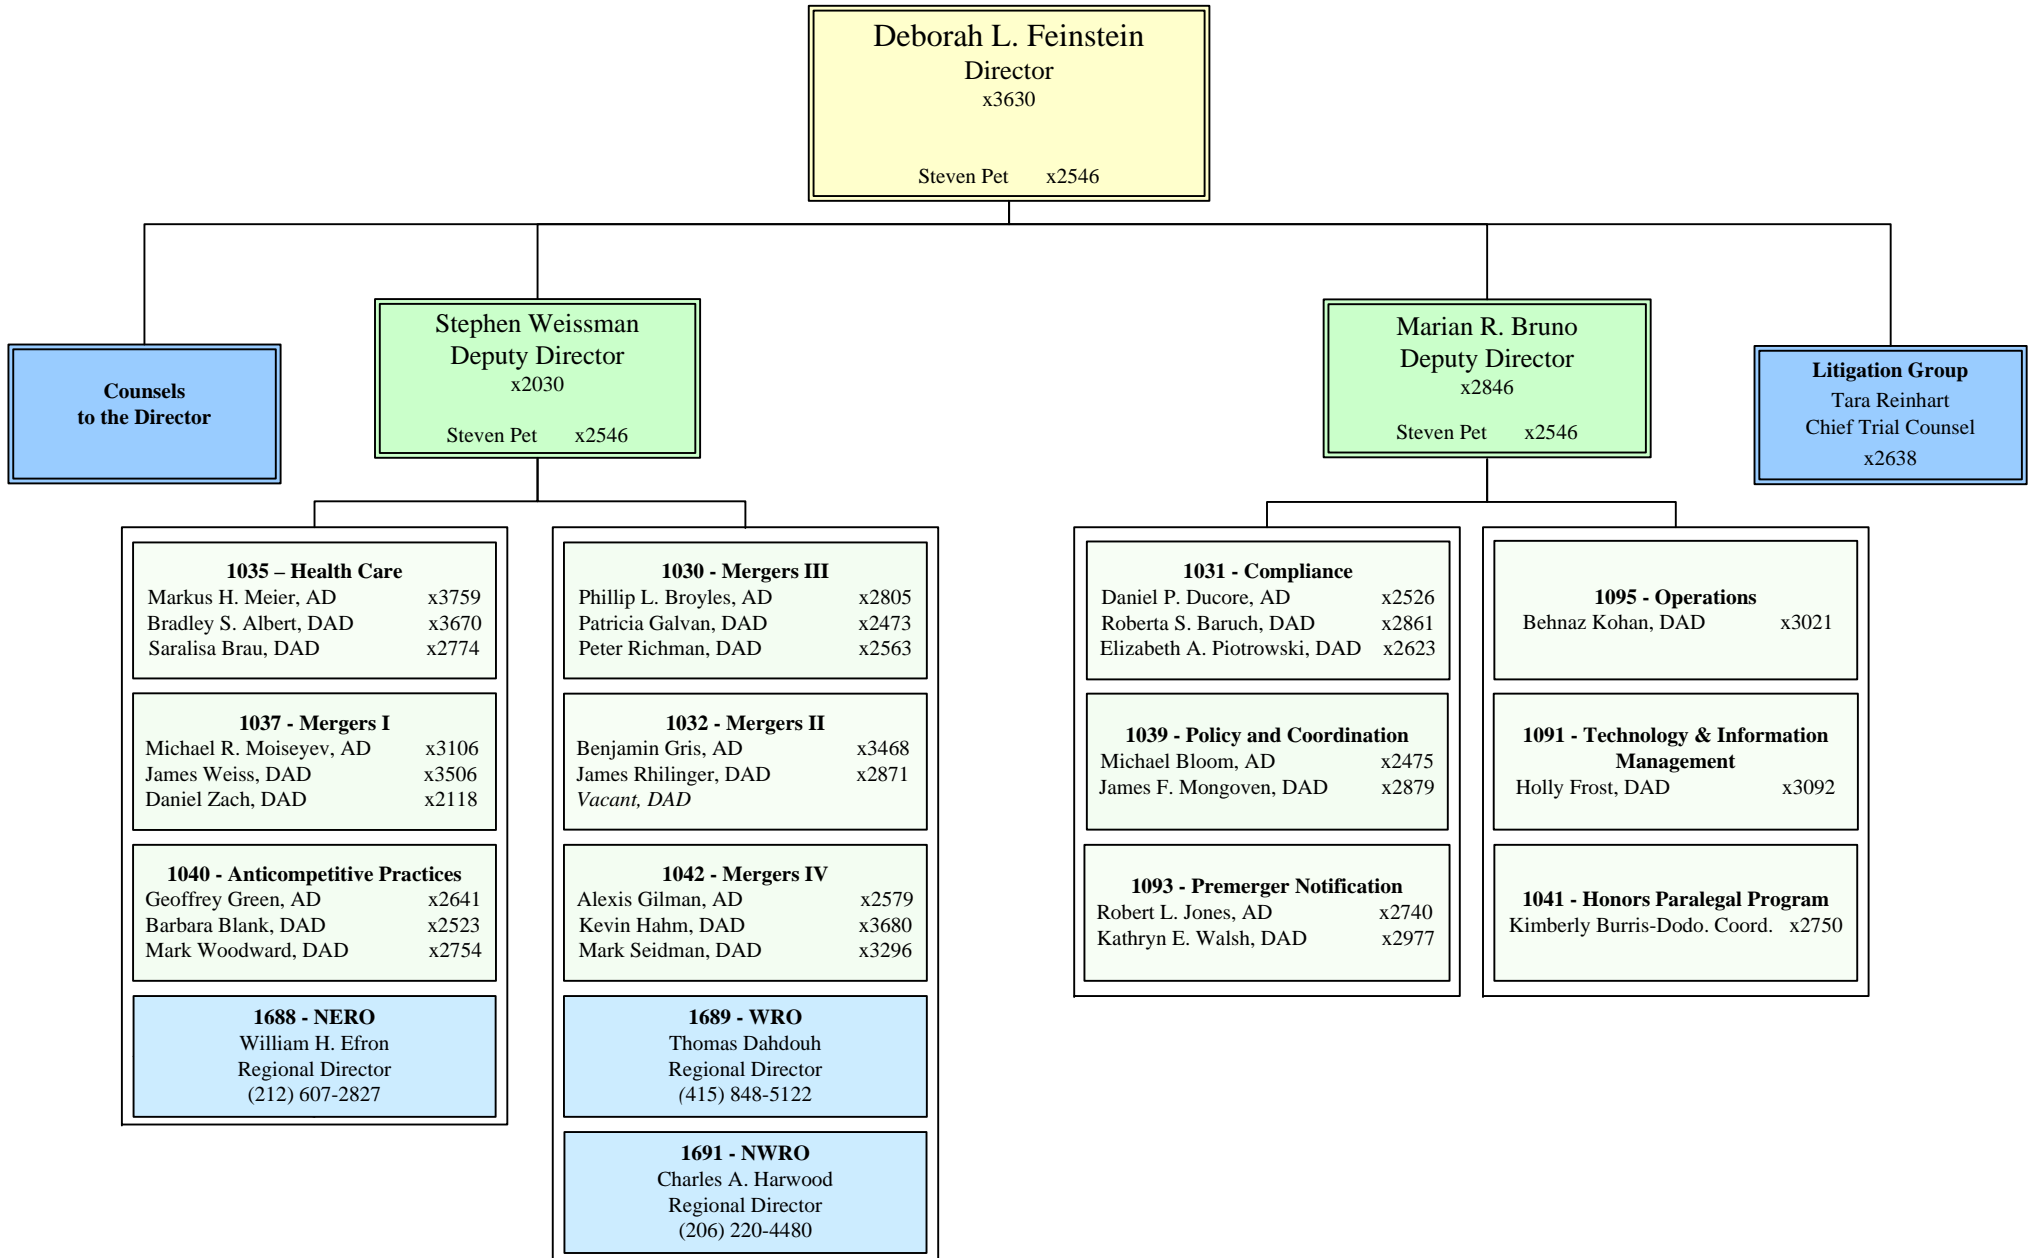 Deborah L. Feinstein
Director
x3630
Steven Pet x2546
Counsels
to the Director
Stephen Weissman
Deputy Director
x2030
Steven Pet x2546
Marian R. Bruno
Deputy Director
x2846
Steven Pet x2546
Litigation Group
Tara Reinhart
Chief Trial Counsel
x2638
1035 – Health Care
Markus H. Meier, AD x3759
Bradley S. Albert, DAD x3670
Saralisa Brau, DAD x2774
1037 - Mergers I
Michael R. Moiseyev, AD x3106
James Weiss, DAD x3506
Daniel Zach, DAD x2118
1040 - Anticompetitive Practices
Geoffrey Green, AD x2641
Barbara Blank, DAD x2523
Mark Woodward, DAD x2754
1688 - NERO
William H. Efron
Regional Director
(212) 607-2827
1030 - Mergers III
Phillip L. Broyles, AD x2805
Patricia Galvan, DAD x2473
Peter Richman, DAD x2563
1032 - Mergers II
Benjamin Gris, AD x3468
James Rhilinger, DAD x2871
Vacant, DAD
1042 - Mergers IV
Alexis Gilman, AD x2579
Kevin Hahm, DAD x3680
Mark Seidman, DAD x3296
1689 - WRO
Thomas Dahdouh
Regional Director
(415) 848-5122
1691 - NWRO
Charles A. Harwood
Regional Director
(206) 220-4480
1031 - Compliance
Daniel P. Ducore, AD x2526
Roberta S. Baruch, DAD x2861
Elizabeth A. Piotrowski, DAD x2623
1039 - Policy and Coordination
Michael Bloom, AD x2475
James F. Mongoven, DAD x2879
1093 - Premerger Notification
Robert L. Jones, AD x2740
Kathryn E. Walsh, DAD x2977
1095 - Operations
Behnaz Kohan, DAD x3021
1091 - Technology & Information
Management
Holly Frost, DAD x3092
1041 - Honors Paralegal Program
Kimberly Burris-Dodo. Coord. x2750